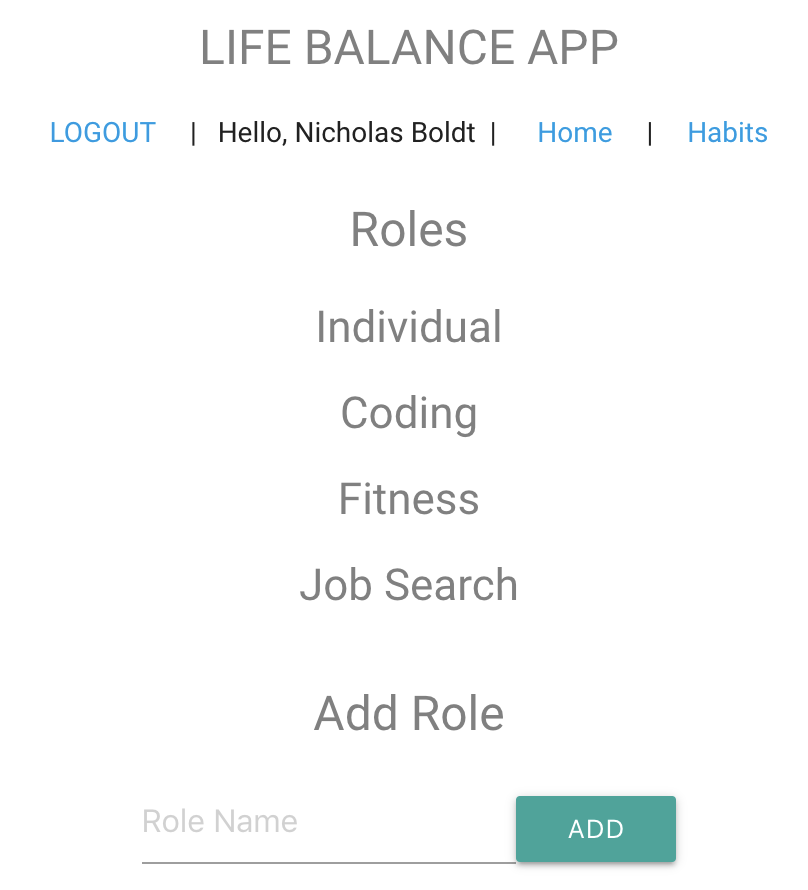 LIFE BALANCE APP
LOGOUT | Hello, Nicholas Boldt | Home | Habits
Roles
Individual
Coding
Fitness
Job Search
Add Role
Role Name ADD